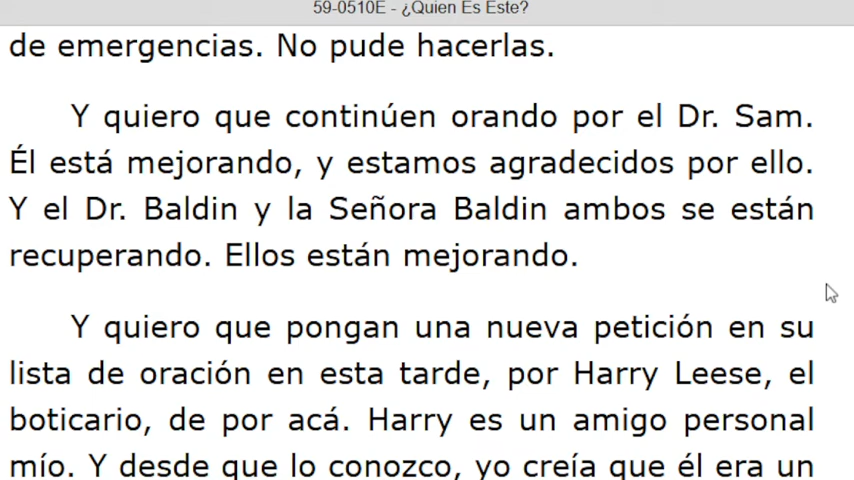 59-0510E - ¿Quien Es Este?
de emergencias. No pude hacerlas.
Y quiero que continúen orando por el Dr. Sam.
Él está mejorando, y estamos agradecidos por ello.
Y el Dr. Baldin y la Señora Baldin ambos se están
recuperando. Ellos están mejorando.
Y quiero que pongan una nueva petición en su
lista de oración en esta tarde, por Harry Leese, el
boticario, de por acá. Harry es un amigo personal
mío. Y desde que lo conozco, yo creía que él era un